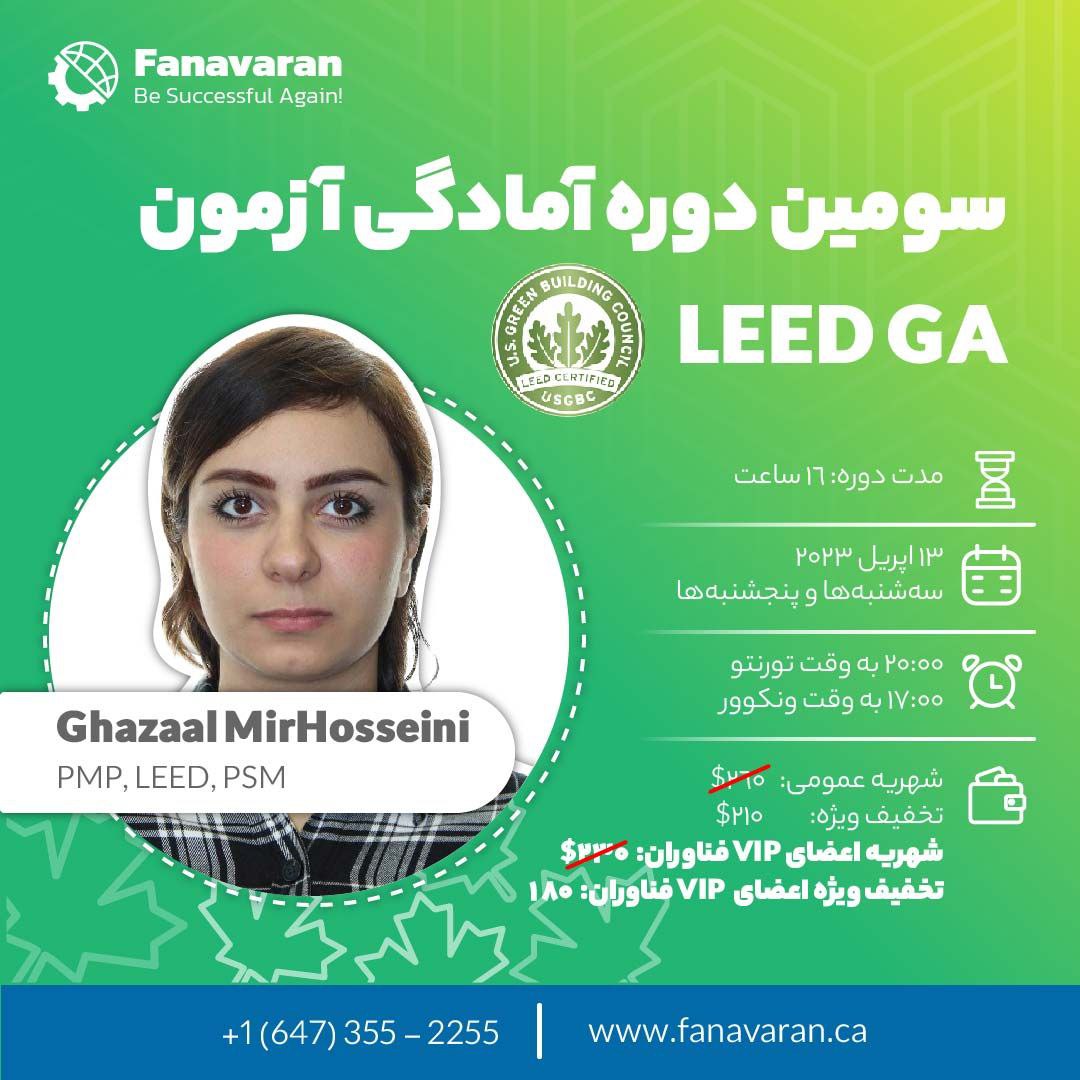 Fanavaran
Be Successful Again!
سومین دوره آمادگی آزمون
LEED GA
U.S. GREEN BUILDING COUNCIL
LEED CERTIFIED
USGBC
مدت دوره: ۱٦ ساعت
۱۳ اپریل ۲۰۲۳
سه‌شنبه‌ها و پنجشنبه‌ها
۲۰:۰۰ به وقت تورنتو
۱۷:۰۰ به وقت ونکوور
شهریه عمومی: ۲٦۰$
تخفیف ویژه: ۲۱۰$
شهریه اعضای VIP فناوران: ۲۳۰$
تخفیف ویژه اعضای VIP فناوران: ۱۸۰
Ghazaal MirHosseini
PMP, LEED, PSM
+1 (647) 355 – 2255
www.fanavaran.ca